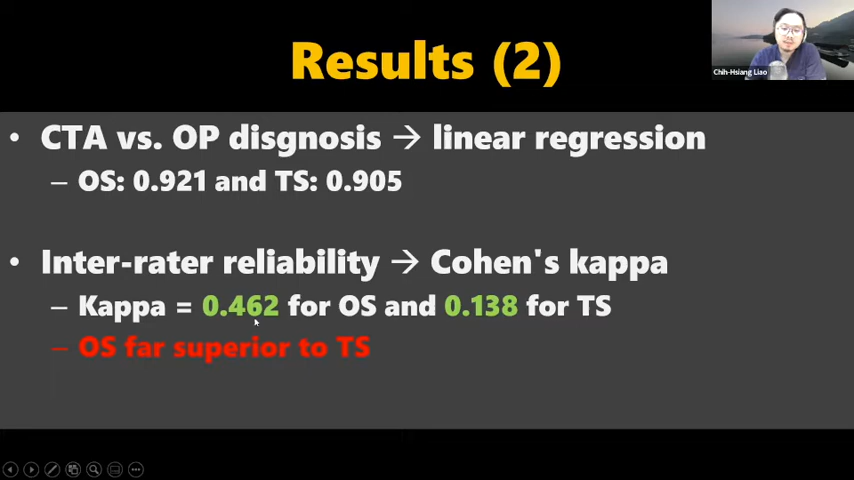 Results (2)
Chih-Hsiang Liao
• CTA vs. OP disgnosis → linear regression
– OS: 0.921 and TS: 0.905
• Inter-rater reliability → Cohen's kappa
– Kappa = 0.462 for OS and 0.138 for TS
– OS far superior to TS